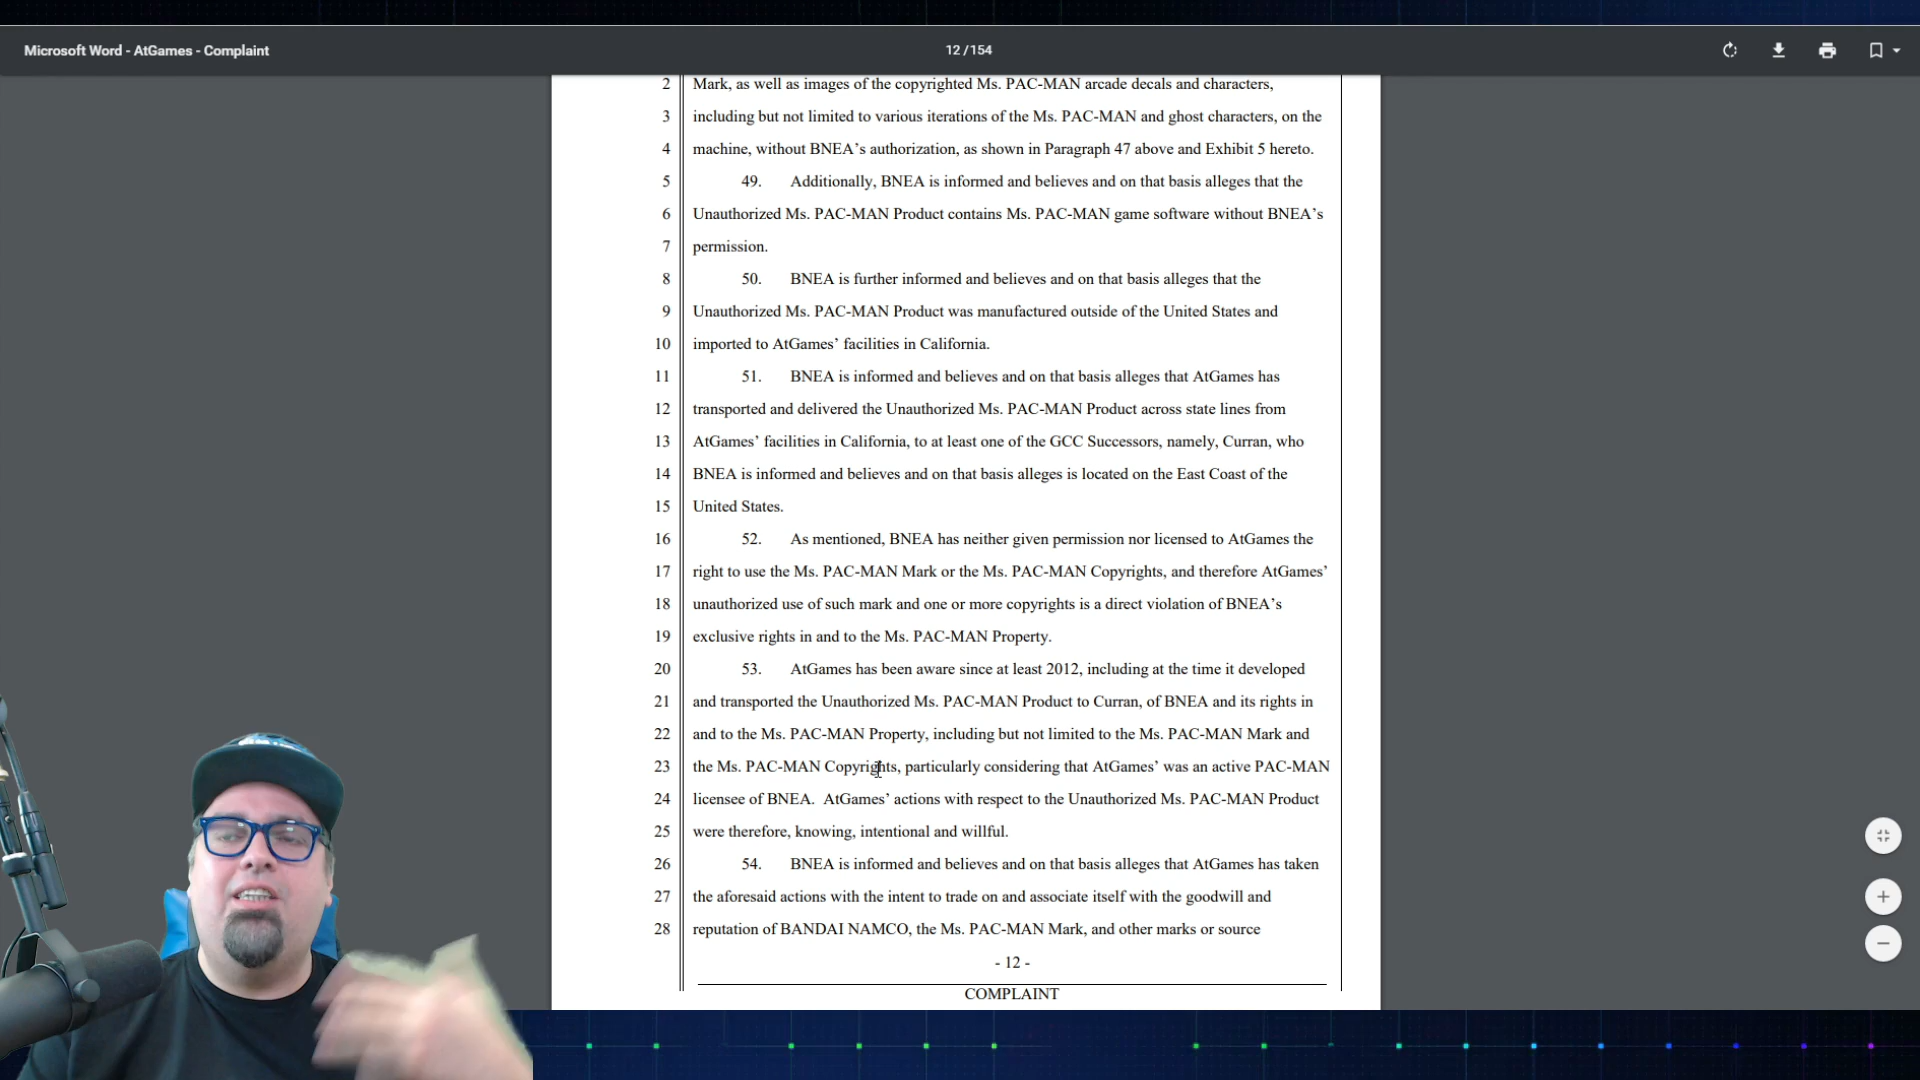 Microsoft Word - AtGames - Complaint
12 / 154
2 Mark, as well as images of the copyrighted Ms. PAC-MAN arcade decals and characters,
3 including but not limited to various iterations of the Ms. PAC-MAN and ghost characters, on the
4 machine, without BNEA’s authorization, as shown in Paragraph 47 above and Exhibit 5 hereto.
5 49. Additionally, BNEA is informed and believes and on that basis alleges that the
6 Unauthorized Ms. PAC-MAN Product contains Ms. PAC-MAN game software without BNEA’s
7 permission.
8 50. BNEA is further informed and believes and on that basis alleges that the
9 Unauthorized Ms. PAC-MAN Product was manufactured outside of the United States and
10 imported to AtGames’ facilities in California.
11 51. BNEA is informed and believes and on that basis alleges that AtGames has
12 transported and delivered the Unauthorized Ms. PAC-MAN Product across state lines from
13 AtGames’ facilities in California, to at least one of the GCC Successors, namely, Curran, who
14 BNEA is informed and believes and on that basis alleges is located on the East Coast of the
15 United States.
16 52. As mentioned, BNEA has neither given permission nor licensed to AtGames the
17 right to use the Ms. PAC-MAN Mark or the Ms. PAC-MAN Copyrights, and therefore AtGames’
18 unauthorized use of such mark and one or more copyrights is a direct violation of BNEA’s
19 exclusive rights in and to the Ms. PAC-MAN Property.
20 53. AtGames has been aware since at least 2012, including at the time it developed
21 and transported the Unauthorized Ms. PAC-MAN Product to Curran, of BNEA and its rights in
22 and to the Ms. PAC-MAN Property, including but not limited to the Ms. PAC-MAN Mark and
23 the Ms. PAC-MAN Copyrights, particularly considering that AtGames’ was an active PAC-MAN
24 licensee of BNEA. AtGames’ actions with respect to the Unauthorized Ms. PAC-MAN Product
25 were therefore, knowing, intentional and willful.
26 54. BNEA is informed and believes and on that basis alleges that AtGames has taken
27 the aforesaid actions with the intent to trade on and associate itself with the goodwill and
28 reputation of BANDAI NAMCO, the Ms. PAC-MAN Mark, and other marks or source
- 12 -
COMPLAINT